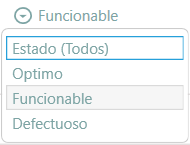 Funcionable
Estado (Todos)
Optimo
Funcionable
Defectuoso